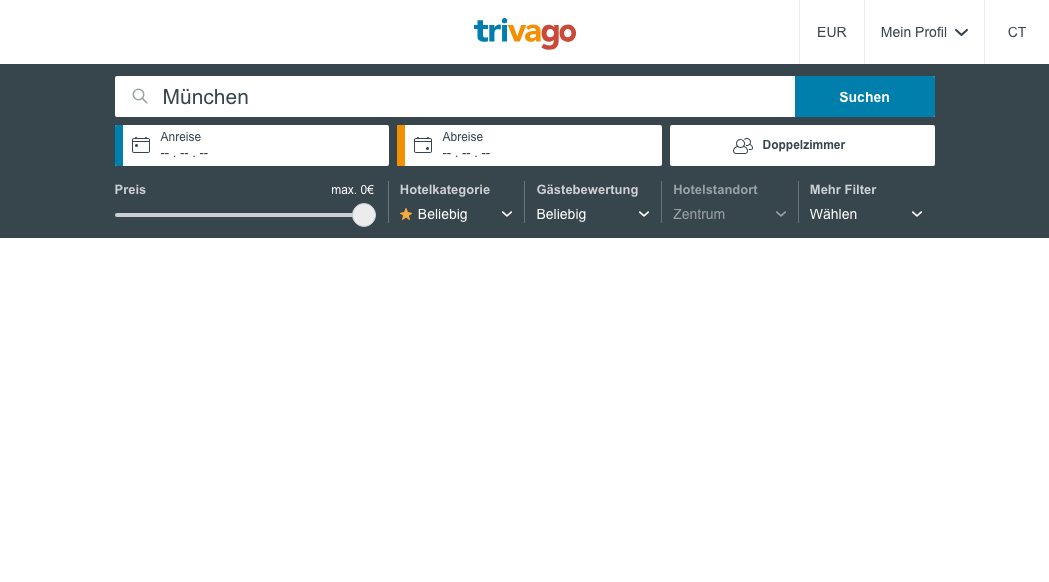 trivago
EUR
Mein Profil
CT
München
Suchen
Anreise
-- . -- . --
Abreise
-- . -- . --
Doppelzimmer
Preis
max. 0€
Hotelkategorie
Beliebig
Gästebewertung
Beliebig
Hotelstandort
Zentrum
Mehr Filter
Wählen